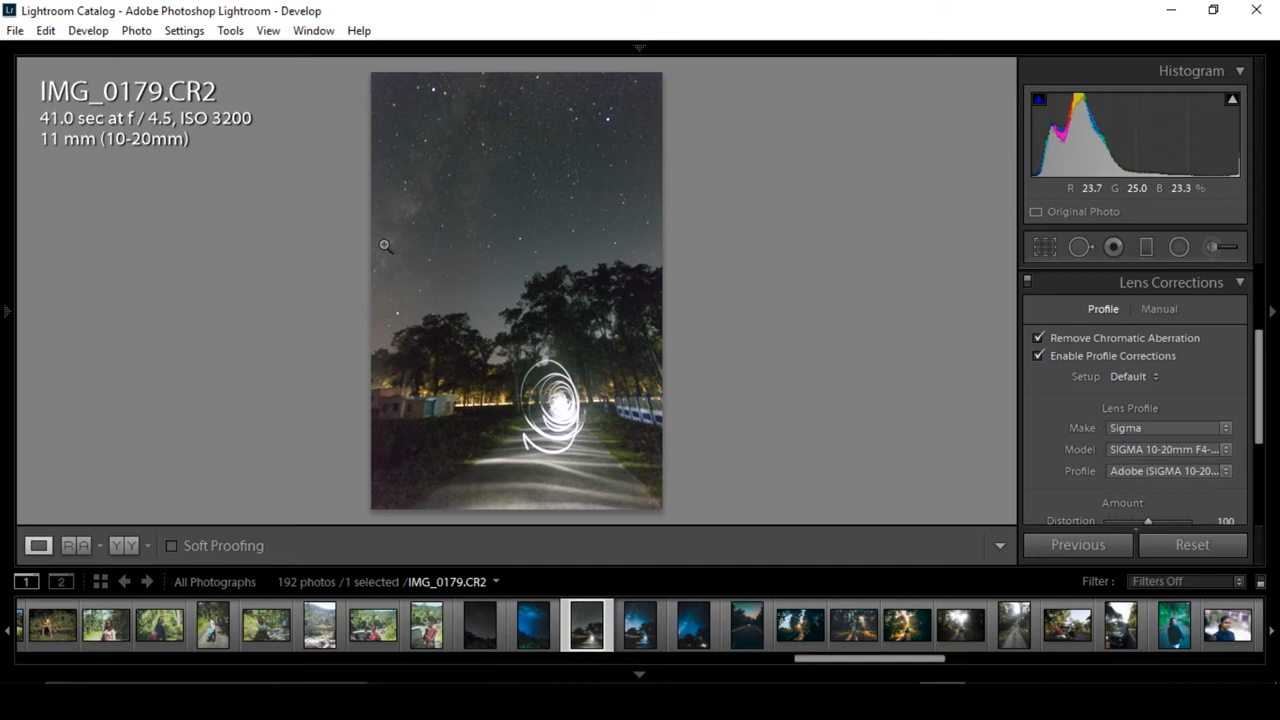 Lr Lightroom Catalog - Adobe Photoshop Lightroom - Develop
File Edit Develop Photo Settings Tools View Window Help
IMG_0179.CR2
41.0 sec at f / 4.5, ISO 3200
11 mm (10-20mm)
Histogram
R 23.7 G 25.0 B 23.3 %
Original Photo
Lens Corrections
Profile | Manual
Remove Chromatic Aberration
Enable Profile Corrections
Setup Default
Lens Profile
Make Sigma
Model SIGMA 10-20mm F4-...
Profile Adobe (SIGMA 10-20...
Amount
Distortion 100
Previous Reset
R A Y Y Soft Proofing
1 2 All Photographs 192 photos /1 selected /IMG_0179.CR2 Filter : Filters Off